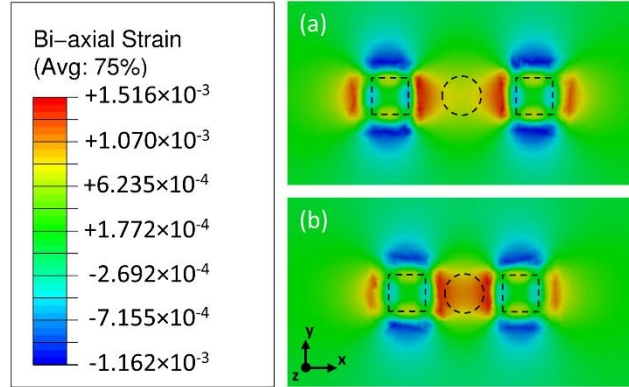 Bi–axial Strain
(Avg: 75%)
+1.516×10⁻³
+1.070×10⁻³
+6.235×10⁻⁴
+1.772×10⁻⁴
-2.692×10⁻⁴
-7.155×10⁻⁴
-1.162×10⁻³
(a)
(b)
y
z
x